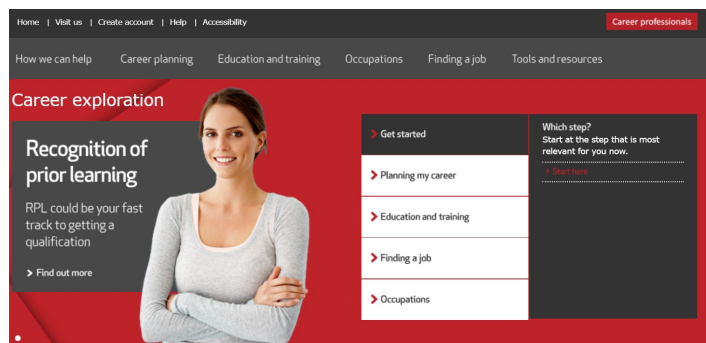 Home | Visit us | Create account | Help | Accessibility
Career professionals
How we can help Career planning Education and training Occupations Finding a job Tools and resources
Career exploration
Recognition of
prior learning
RPL could be your fast
track to getting a
qualification
Find out more
Get started
Planning my career
Education and training
Finding a job
Occupations
Which step?
Start at the step that is most
relevant for you now.
Start here